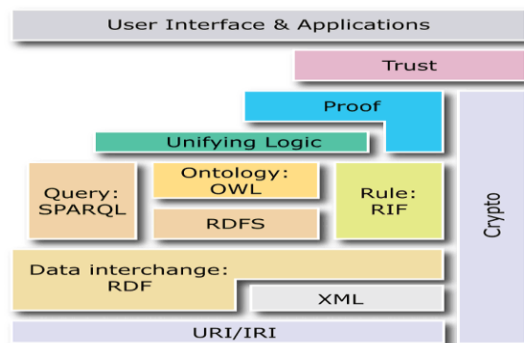 User Interface & Applications
Trust
Proof
Unifying Logic
Query:
SPARQL
Ontology:
OWL
RDFS
Rule:
RIF
Crypto
Data interchange:
RDF
XML
URI/IRI